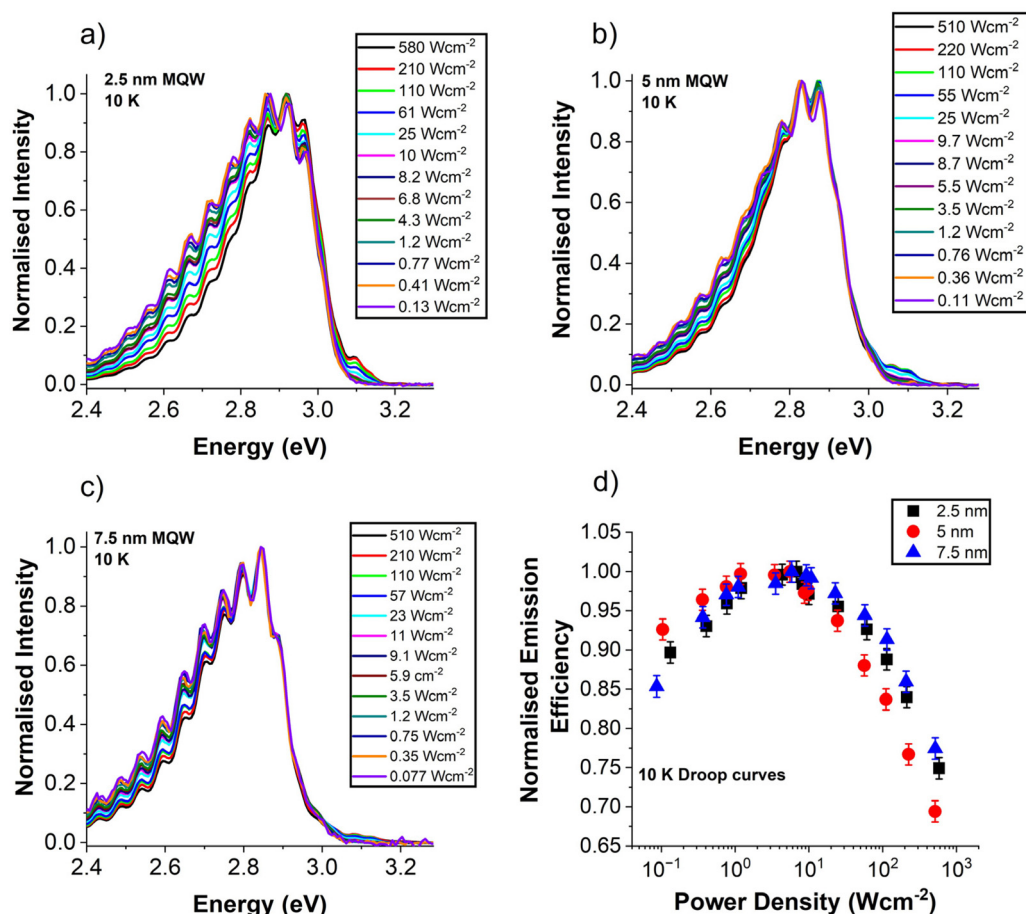 a)
2.5 nm MQW
10 K
580 Wcm⁻²
210 Wcm⁻²
110 Wcm⁻²
61 Wcm⁻²
25 Wcm⁻²
10 Wcm⁻²
8.2 Wcm⁻²
6.8 Wcm⁻²
4.3 Wcm⁻²
1.2 Wcm⁻²
0.77 Wcm⁻²
0.41 Wcm⁻²
0.13 Wcm⁻²
Normalised Intensity
1.0
0.8
0.6
0.4
0.2
0.0
2.4 2.6 2.8 3.0 3.2
Energy (eV)
b)
5 nm MQW
10 K
510 Wcm⁻²
220 Wcm⁻²
110 Wcm⁻²
55 Wcm⁻²
25 Wcm⁻²
9.7 Wcm⁻²
8.7 Wcm⁻²
5.5 Wcm⁻²
3.5 Wcm⁻²
1.2 Wcm⁻²
0.76 Wcm⁻²
0.36 Wcm⁻²
0.11 Wcm⁻²
Normalised Intensity
1.0
0.8
0.6
0.4
0.2
0.0
2.4 2.6 2.8 3.0 3.2
Energy (eV)
c)
7.5 nm MQW
10 K
510 Wcm⁻²
210 Wcm⁻²
110 Wcm⁻²
57 Wcm⁻²
23 Wcm⁻²
11 Wcm⁻²
9.1 Wcm⁻²
5.9 cm⁻²
3.5 Wcm⁻²
1.2 Wcm⁻²
0.75 Wcm⁻²
0.35 Wcm⁻²
0.077 Wcm⁻²
Normalised Intensity
1.0
0.8
0.6
0.4
0.2
0.0
2.4 2.6 2.8 3.0 3.2
Energy (eV)
d)
2.5 nm
5 nm
7.5 nm
Normalised Emission
Efficiency
1.05
1.00
0.95
0.90
0.85
0.80
0.75
0.70
0.65
10 K Droop curves
10⁻¹ 10⁰ 10¹ 10² 10³
Power Density (Wcm⁻²)